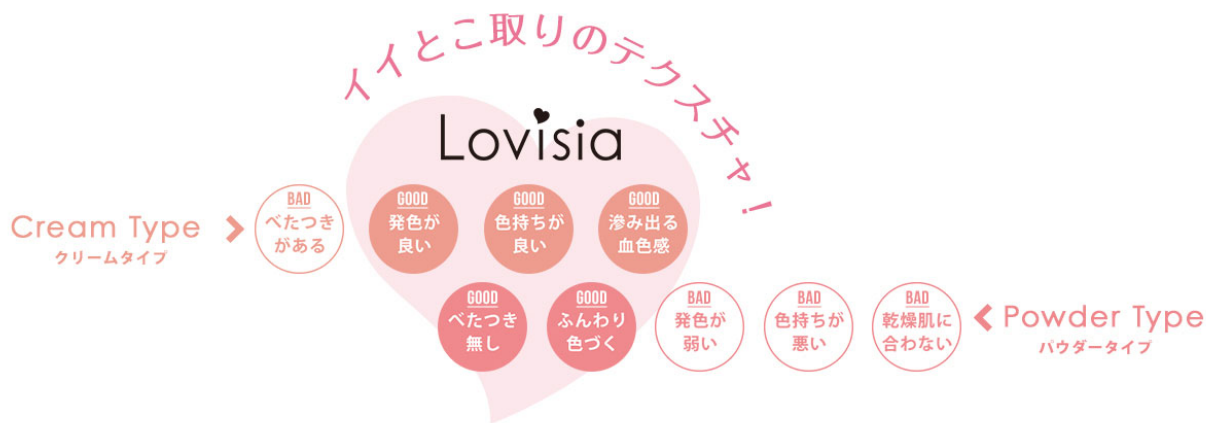 イイとこ取りのテクスチャ!
Lovisia
Cream Type
クリームタイプ
BAD
べたつき
がある
GOOD
発色が
良い
GOOD
色持ちが
良い
GOOD
滲み出る
血色感
GOOD
べたつき
無し
GOOD
ふんわり
色づく
BAD
発色が
弱い
BAD
色持ちが
悪い
BAD
乾燥肌に
合わない
Powder Type
パウダータイプ